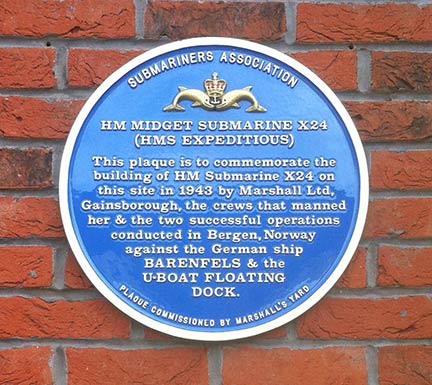 SUBMARINERS ASSOCIATION
HM MIDGET SUBMARINE X24
(HMS EXPEDITIOUS)
This plaque is to commemorate the
building of HM Submarine X24 on
this site in 1943 by Marshall Ltd,
Gainsborough, the crews that manned
her & the two successful operations
conducted in Bergen, Norway
against the German ship
BARENFELS & the
U-BOAT FLOATING
DOCK.
PLAQUE COMMISSIONED BY MARSHALL'S YARD